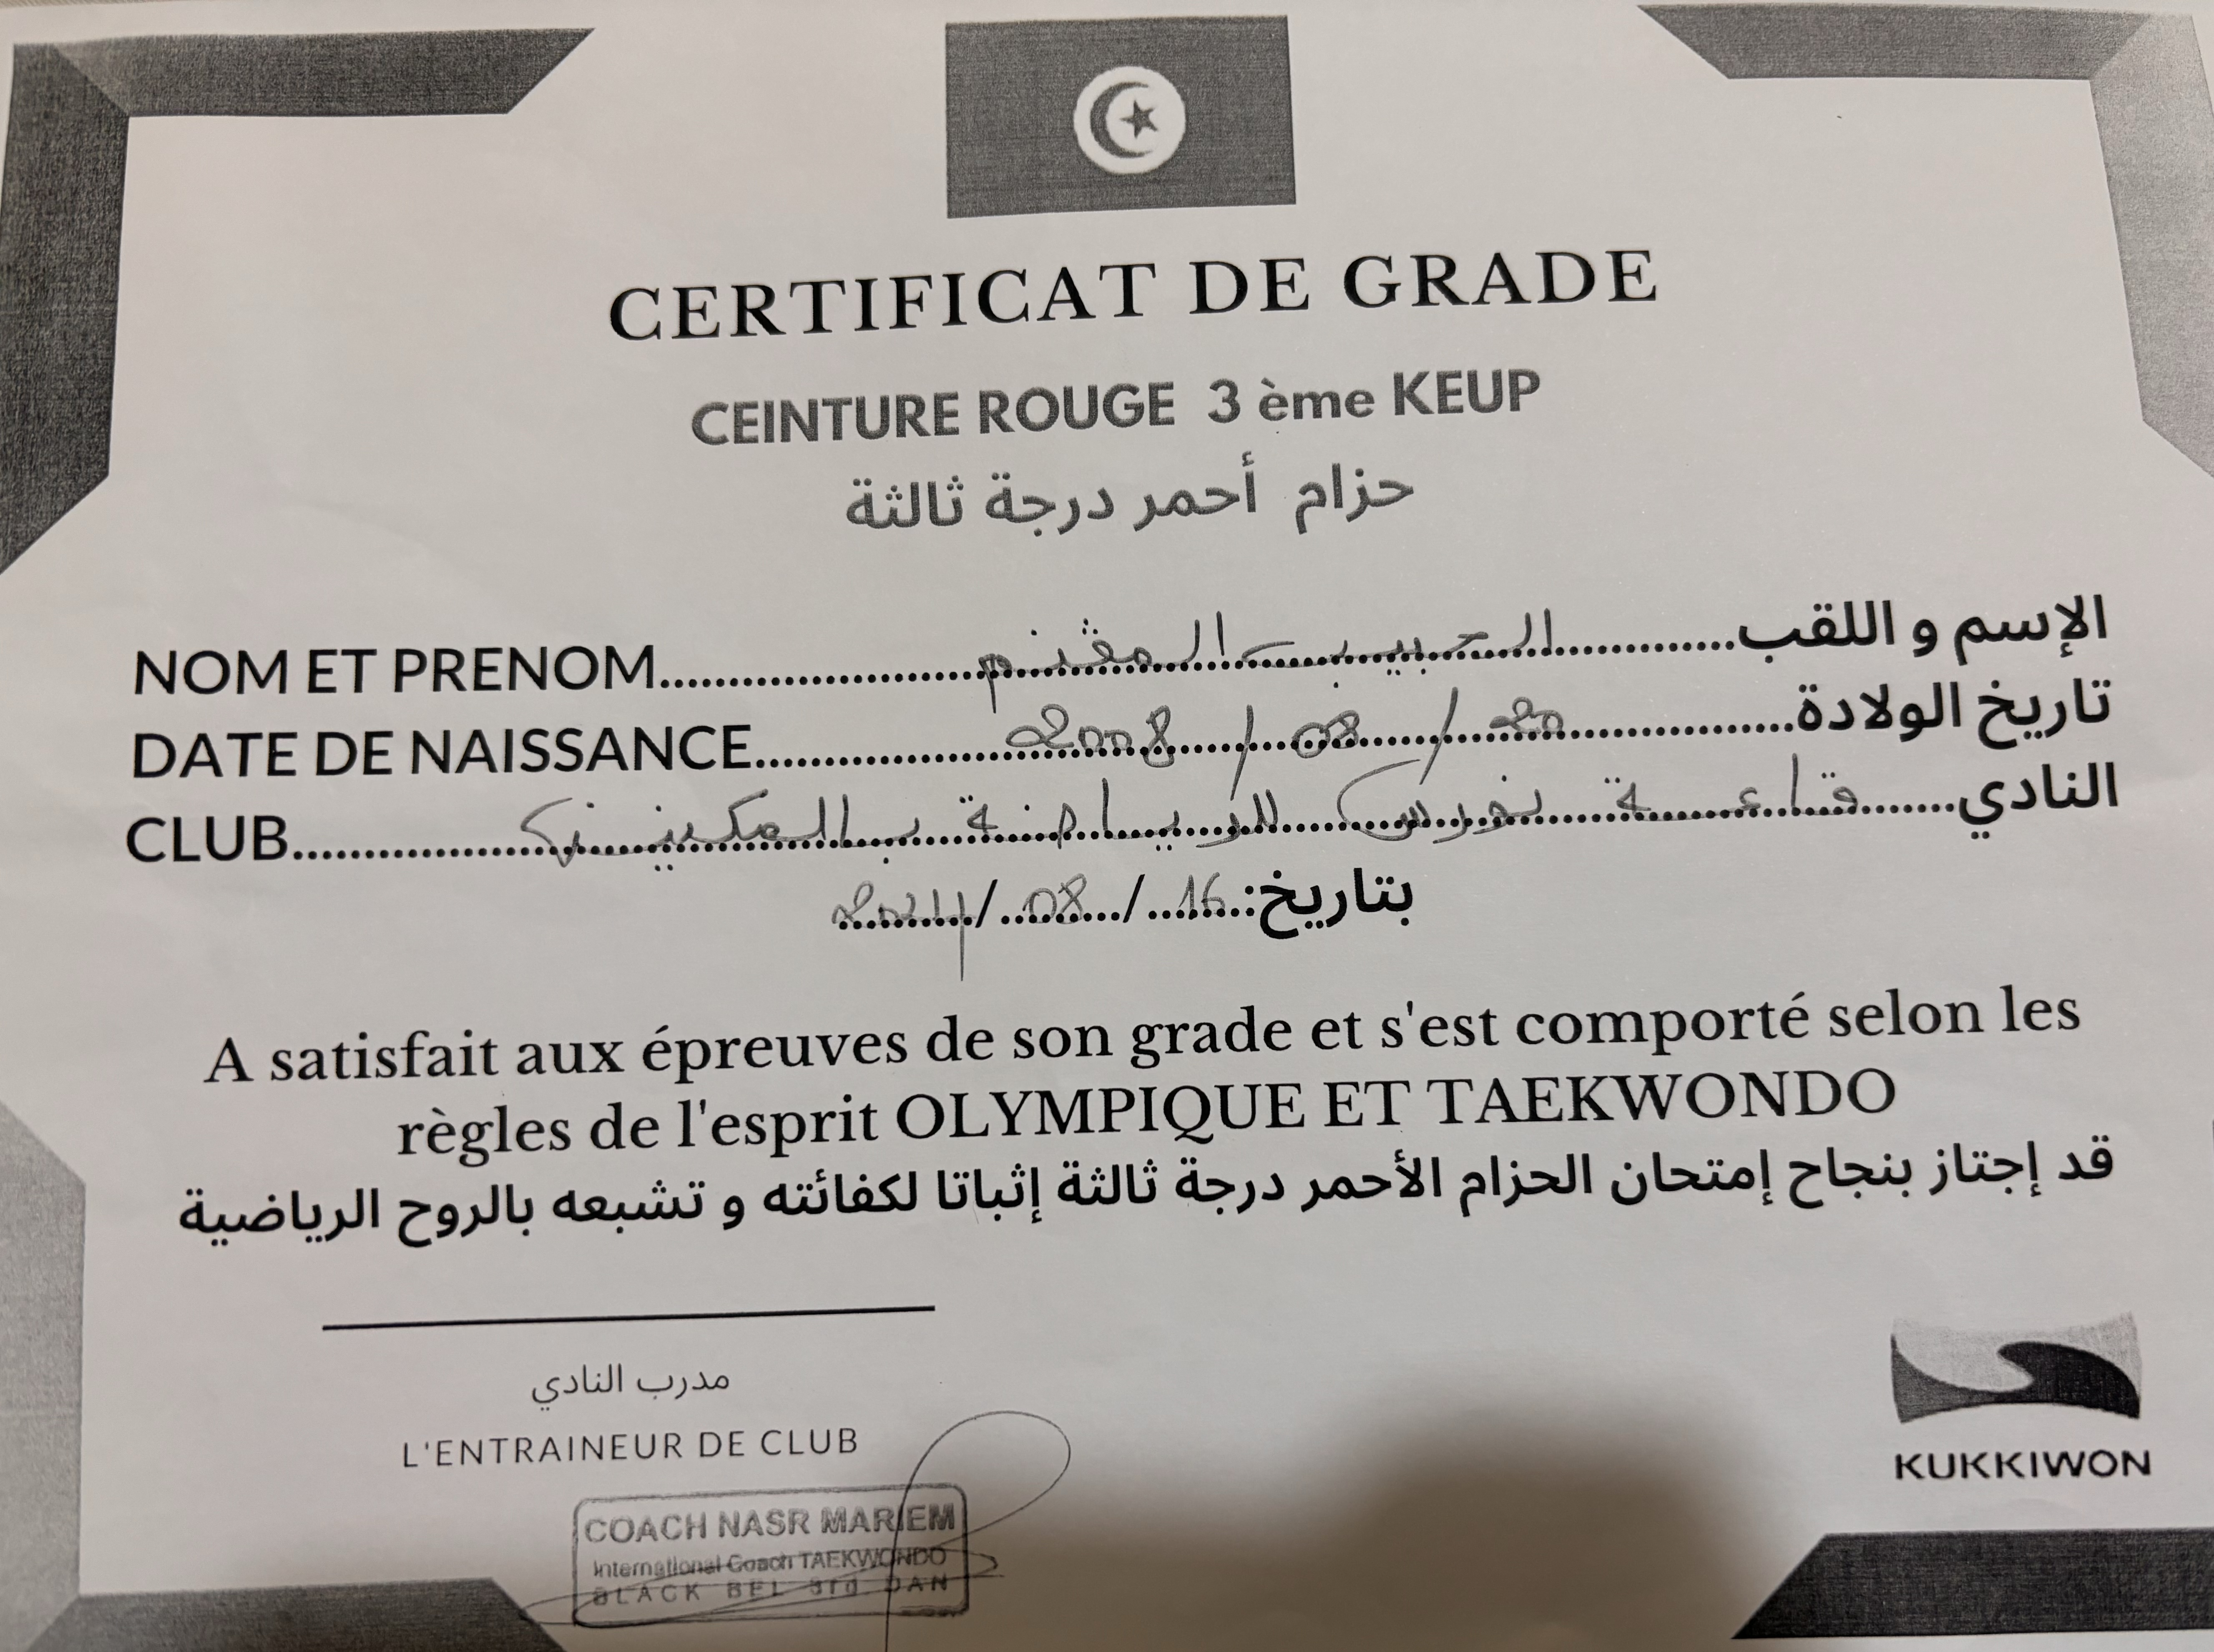 CERTIFICAT DE GRADE
CEINTURE ROUGE 3 ème KEUP
حزام أحمر درجة ثالثة
NOM ET PRENOM.....الحبيب المغنم.....الإسم و اللقب
DATE DE NAISSANCE.....2008/08/20.....تاريخ الولادة
CLUB.....قاعة نورس للرياضة بالمكنين.....النادي
بتاريخ: 16/08/2024
A satisfait aux épreuves de son grade et s'est comporté selon les
règles de l'esprit OLYMPIQUE ET TAEKWONDO
قد إجتاز بنجاح إمتحان الحزام الأحمر درجة ثالثة إثباتا لكفائته و تشبعه بالروح الرياضية
مدرب النادي
L'ENTRAINEUR DE CLUB
COACH NASR MARIEM
International Coach TAEKWONDO
BLACK BEL 3rd DAN
KUKKIWON